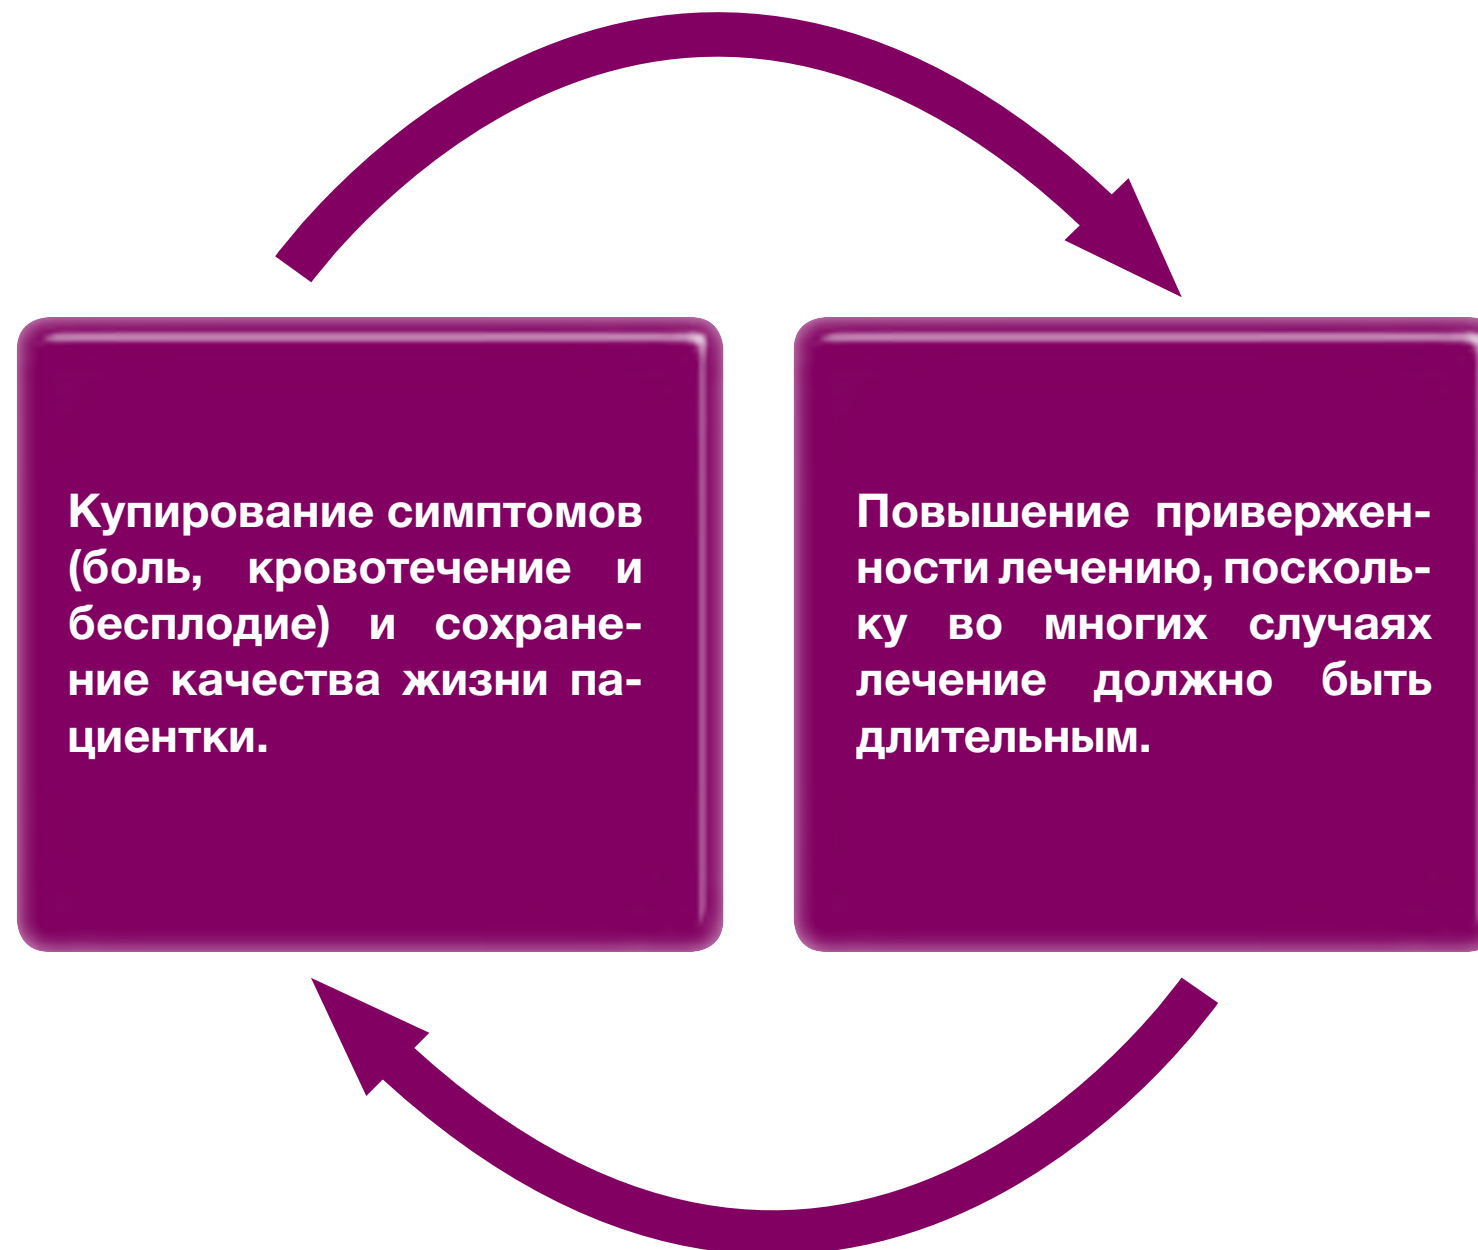 Купирование симптомов
(боль, кровотечение и
бесплодие) и сохране-
ние качества жизни па-
циентки.
Повышение привержен-
ности лечению, посколь-
ку во многих случаях
лечение должно быть
длительным.